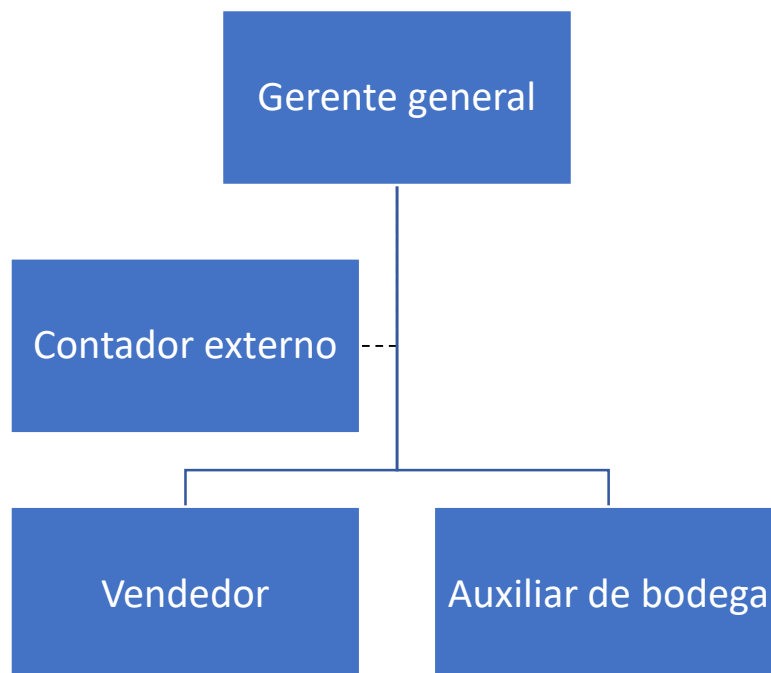 Gerente general
Contador externo
Vendedor
Auxiliar de bodega